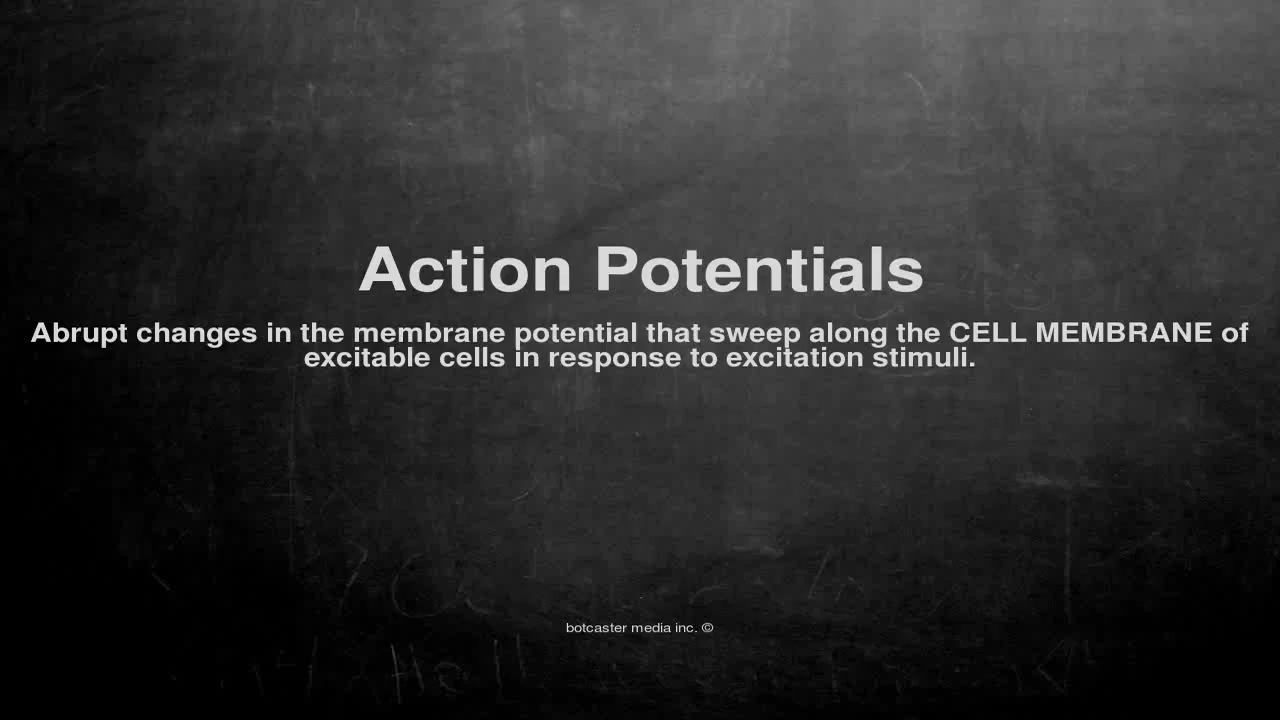 Action Potentials
Abrupt changes in the membrane potential that sweep along the CELL MEMBRANE of
excitable cells in response to excitation stimuli.
botcaster media inc. ©